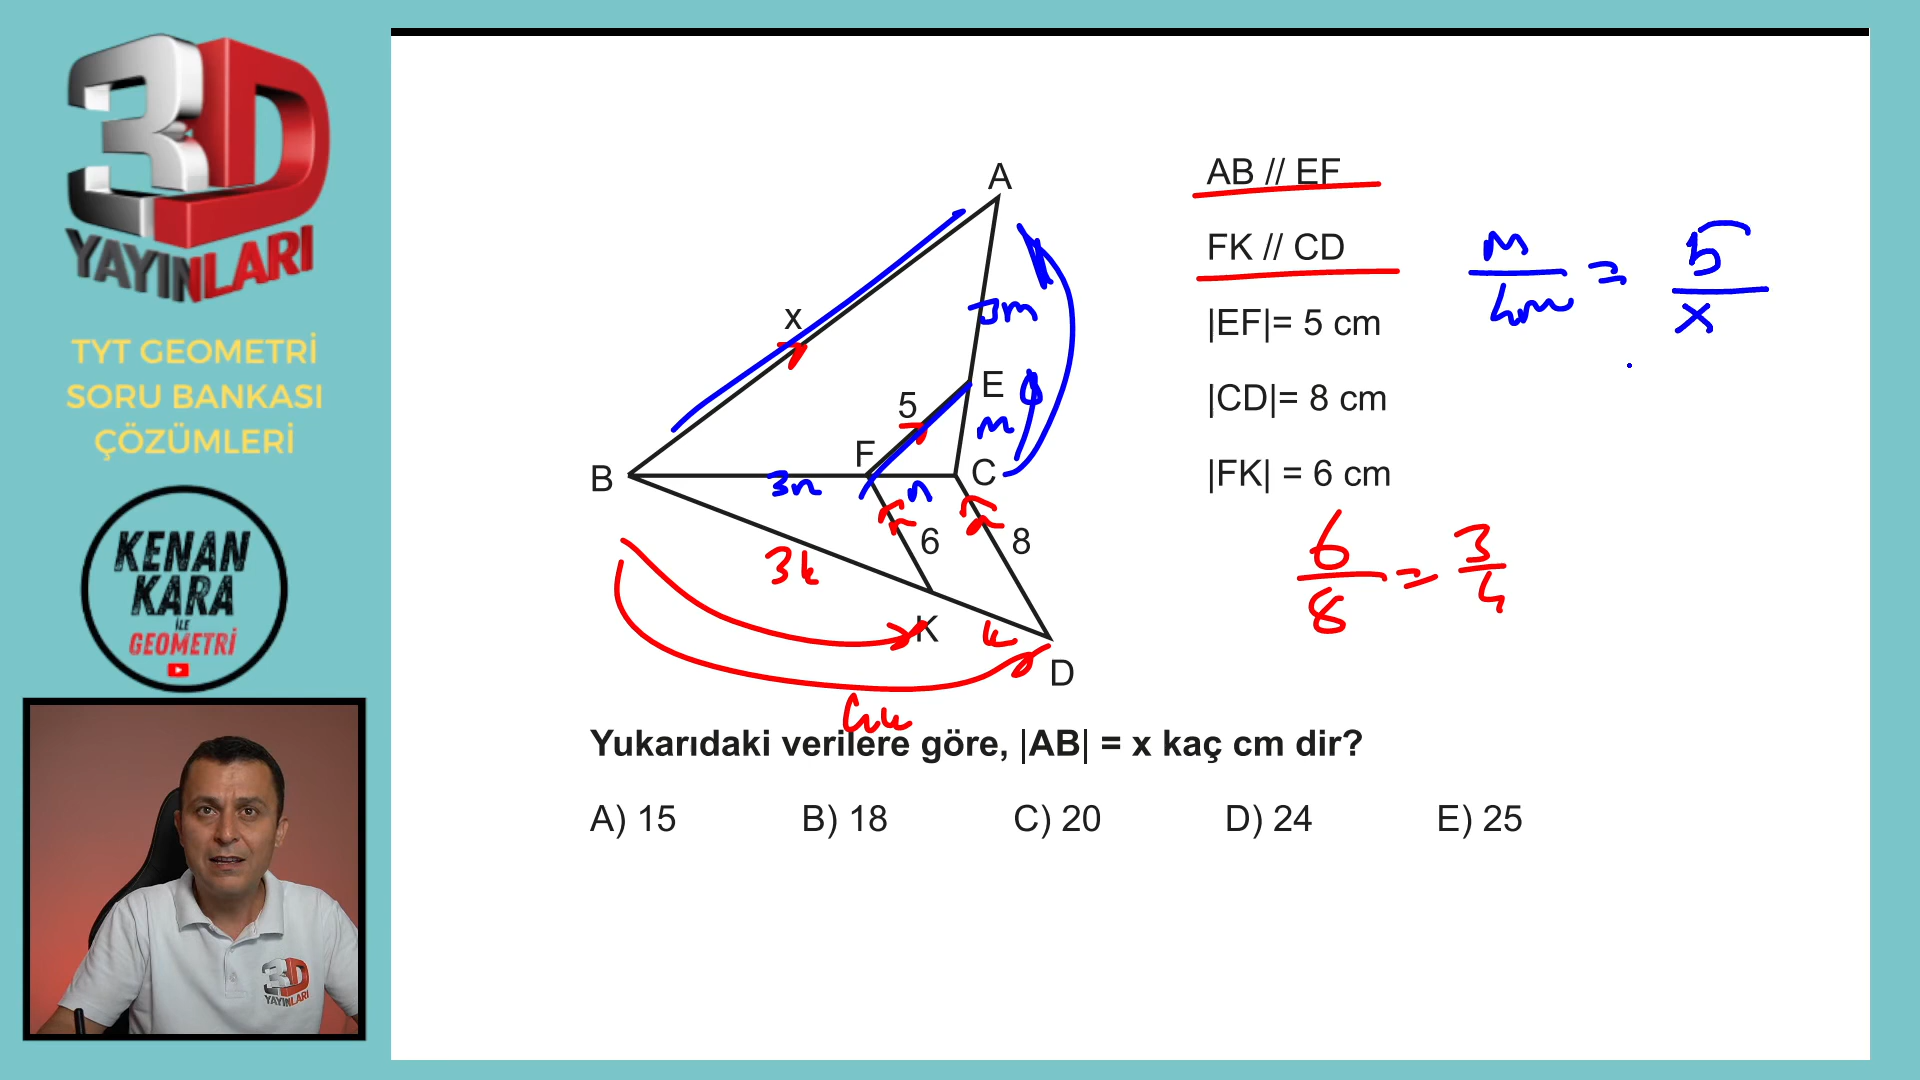 3D
YAYINLARI
TYT GEOMETRİ
SORU BANKASI
ÇÖZÜMLERİ
KENAN
KARA
İLE
GEOMETRİ
3D
YAYINLARI
A
x
3m
E
5
m
F
B
C
3n
n
6
8
3k
K
k
D
4k
AB // EF
FK // CD
|EF|= 5 cm
|CD|= 8 cm
|FK| = 6 cm
m/4m = 5/x
6/8 = 3/4
Yukarıdaki verilere göre, |AB| = x kaç cm dir?
A) 15 B) 18 C) 20 D) 24 E) 25